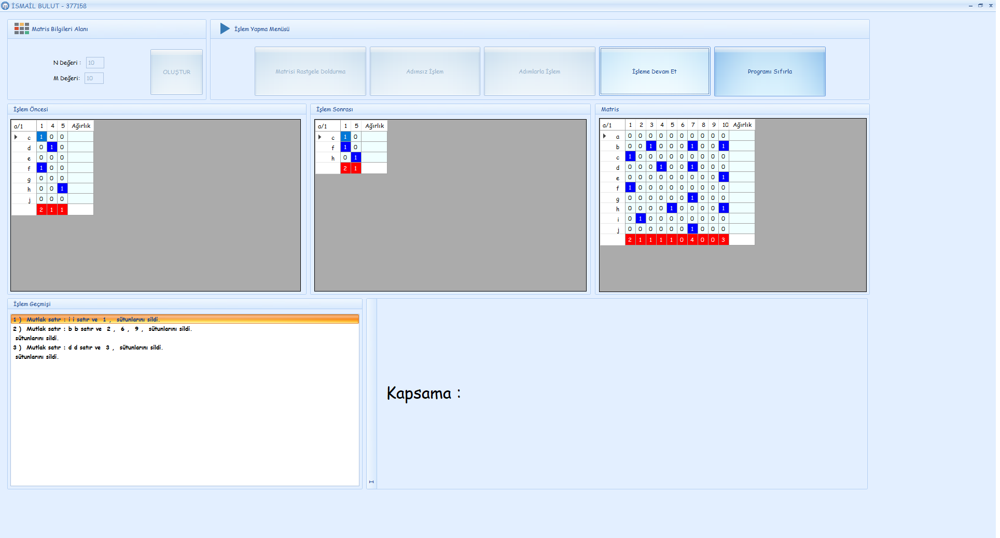 İSMAİL BULUT - 377158
Matris Bilgileri Alanı
N Değeri : 10
M Değeri: 10
OLUŞTUR
İşlem Yapma Menüsü
Matrisi Rastgele Doldurma
Adımsız İşlem
Adımlarla İşlem
İşleme Devam Et
Programı Sıfırla
İşlem Öncesi
a/1 1 4 5 Ağırlık
c 1 0 0
d 0 1 0
e 0 0 0
f 1 0 0
g 0 0 0
h 0 0 1
j 0 0 0
2 1 1
İşlem Sonrası
a/1 1 5 Ağırlık
c 1 0
f 1 0
h 0 1
2 1
Matris
a/1 1 2 3 4 5 6 7 8 9 10 Ağırlık
a 0 0 0 0 0 0 0 0 0 0
b 0 0 1 0 0 0 1 0 0 1
c 1 0 0 0 0 0 0 0 0 0
d 0 0 0 1 0 0 1 0 0 0
e 0 0 0 0 0 0 0 0 0 1
f 1 0 0 0 0 0 0 0 0 0
g 0 0 0 0 0 0 1 0 0 0
h 0 0 0 0 1 0 0 0 0 1
i 0 1 0 0 0 0 0 0 0 0
j 0 0 0 0 0 0 1 0 0 0
2 1 1 1 1 0 4 0 0 3
İşlem Geçmişi
1 ) Mutlak satır : i i satır ve 1 , sütunlarını sildi.
2 ) Mutlak satır : b b satır ve 2 , 6 , 9 , sütunlarını sildi.
sütunlarını sildi.
3 ) Mutlak satır : d d satır ve 3 , sütunlarını sildi.
sütunlarını sildi.
Kapsama :